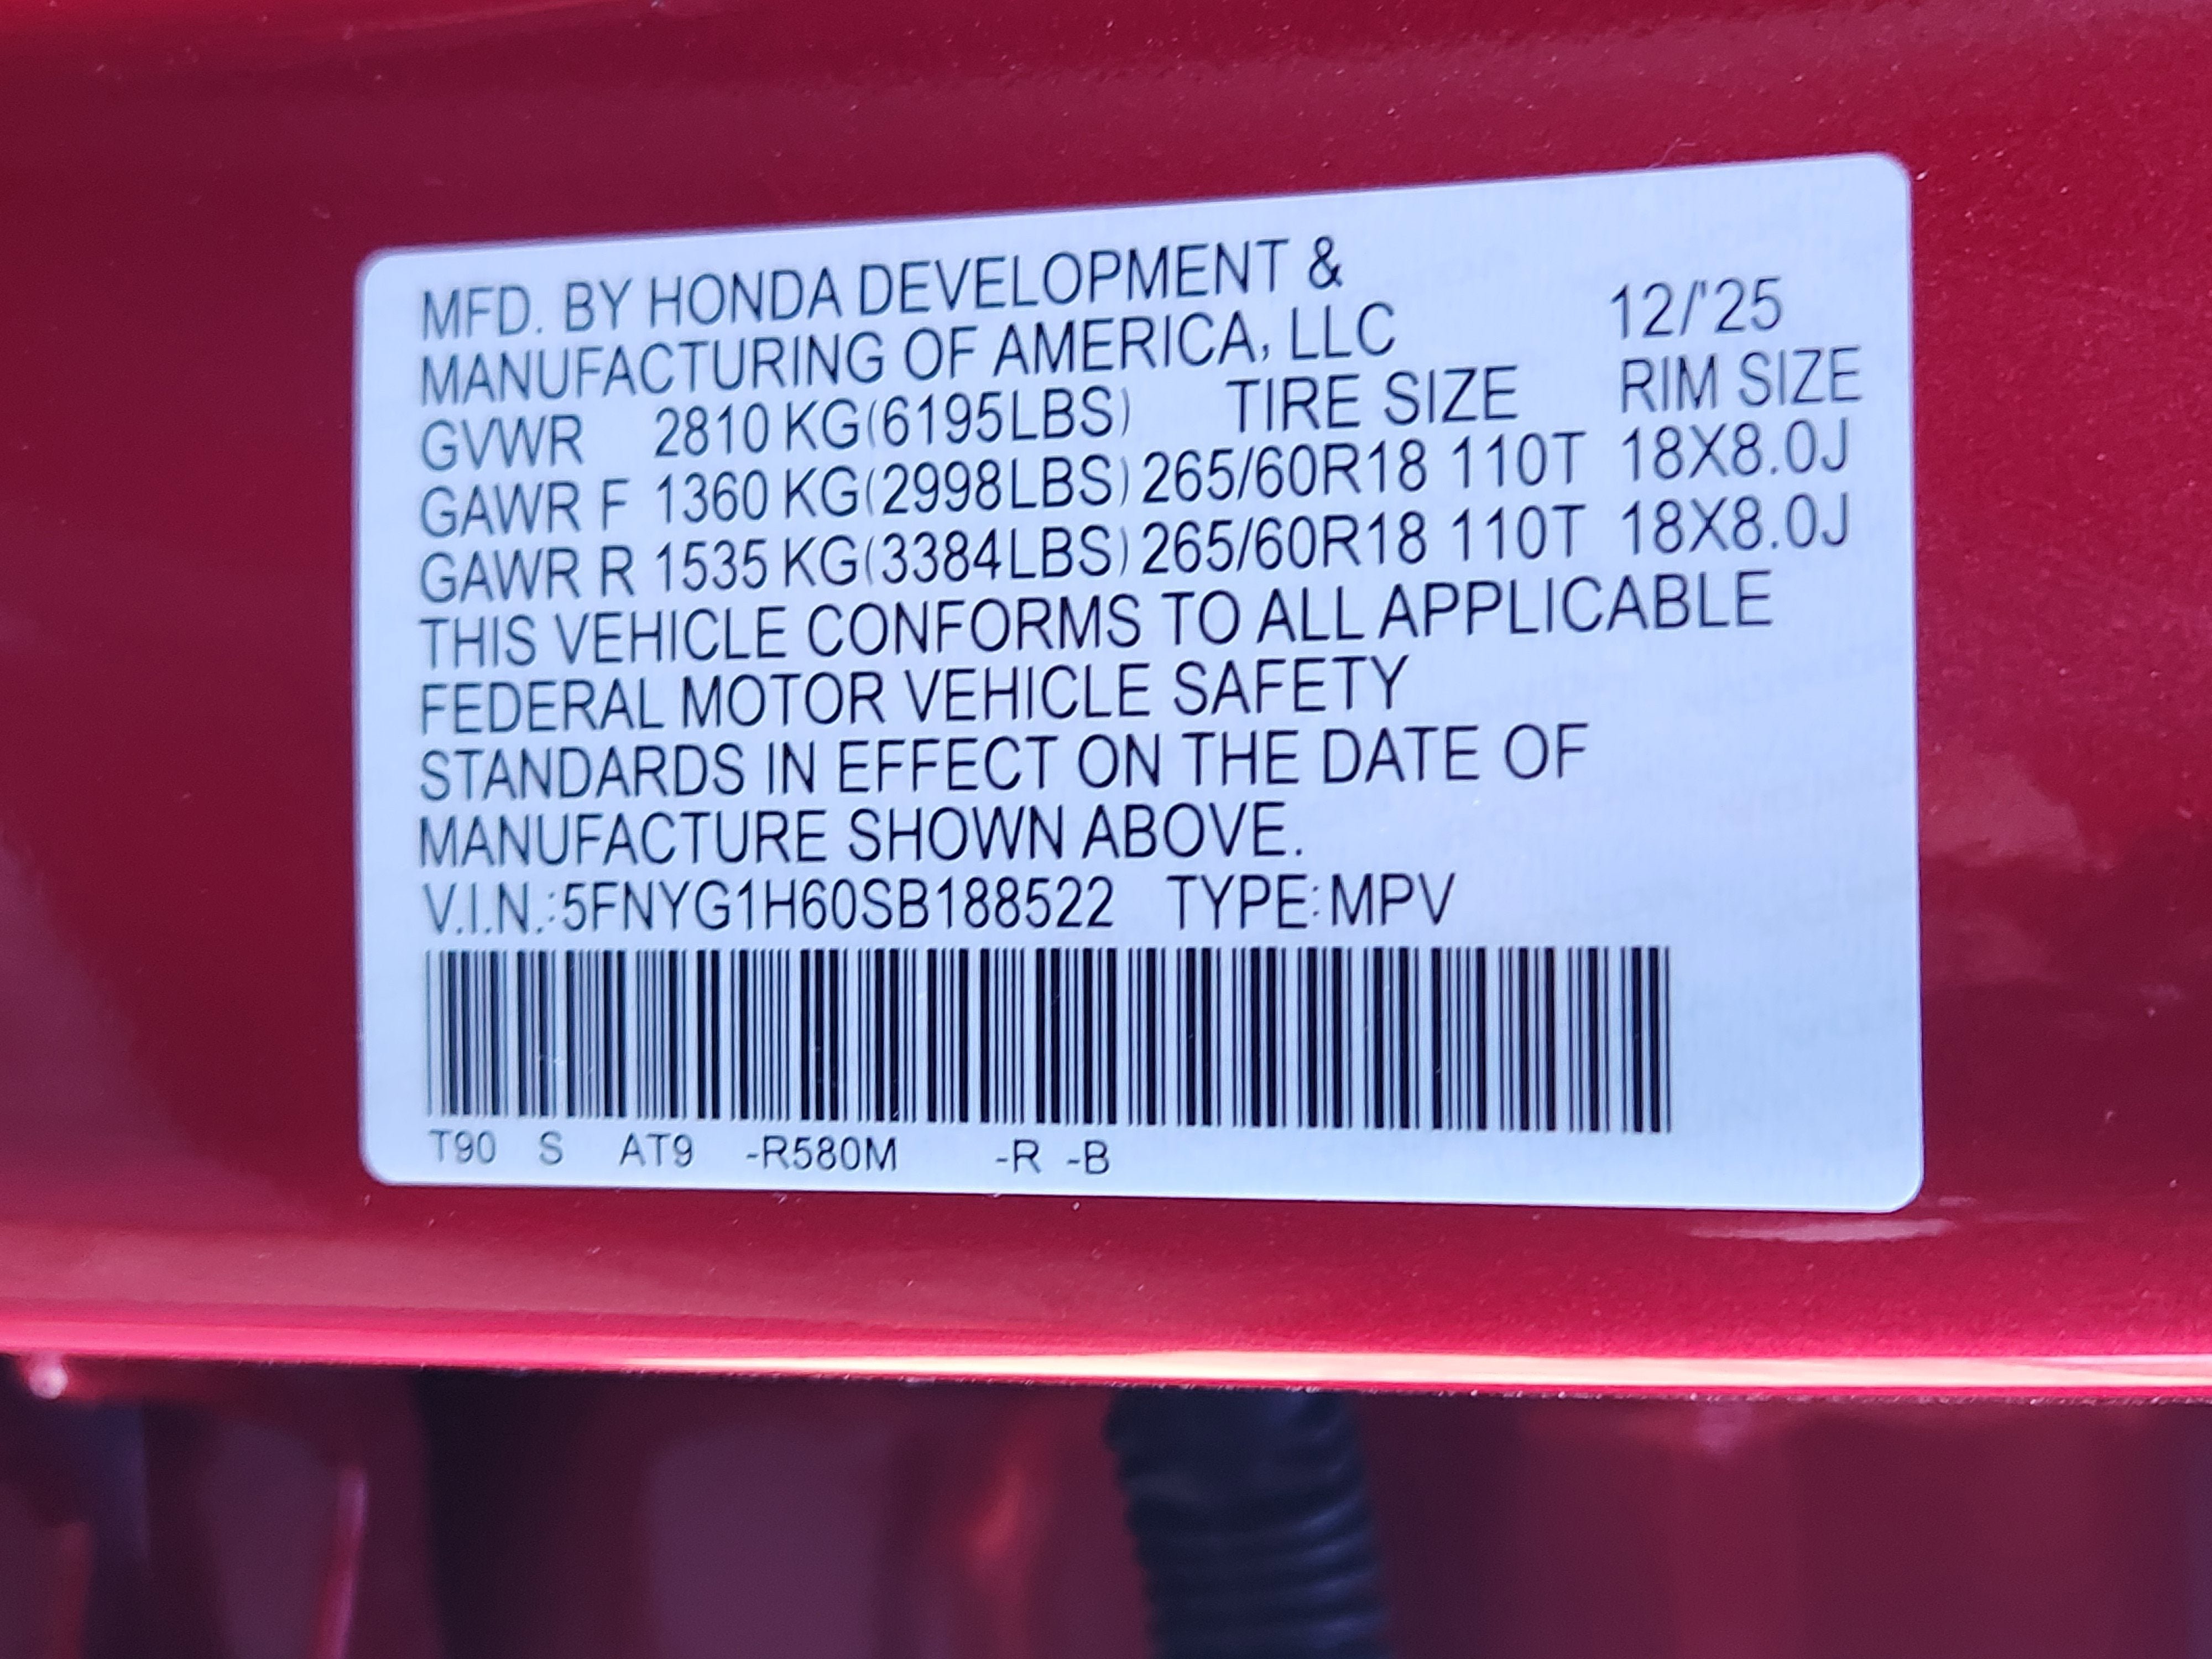 MFD. BY HONDA DEVELOPMENT &
MANUFACTURING OF AMERICA, LLC 12/'25
GVWR 2810 KG(6195LBS) TIRE SIZE RIM SIZE
GAWR F 1360 KG(2998LBS) 265/60R18 110T 18X8.0J
GAWR R 1535 KG(3384LBS) 265/60R18 110T 18X8.0J
THIS VEHICLE CONFORMS TO ALL APPLICABLE
FEDERAL MOTOR VEHICLE SAFETY
STANDARDS IN EFFECT ON THE DATE OF
MANUFACTURE SHOWN ABOVE.
V.I.N.:5FNYG1H60SB188522 TYPE:MPV
T90 S AT9 -R580M -R -B